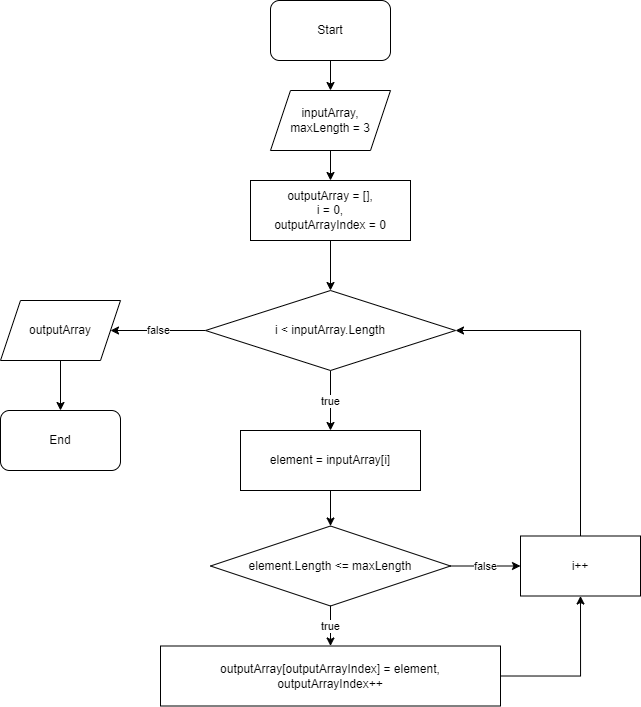 Start
inputArray,
maxLength = 3
outputArray = [],
i = 0,
outputArrayIndex = 0
i < inputArray.Length
false
outputArray
End
true
element = inputArray[i]
element.Length <= maxLength
false
i++
true
outputArray[outputArrayIndex] = element,
outputArrayIndex++